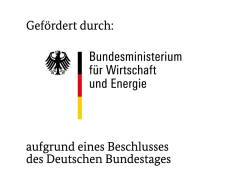 Gefördert durch:
Bundesministerium
für Wirtschaft
und Energie
aufgrund eines Beschlusses
des Deutschen Bundestages